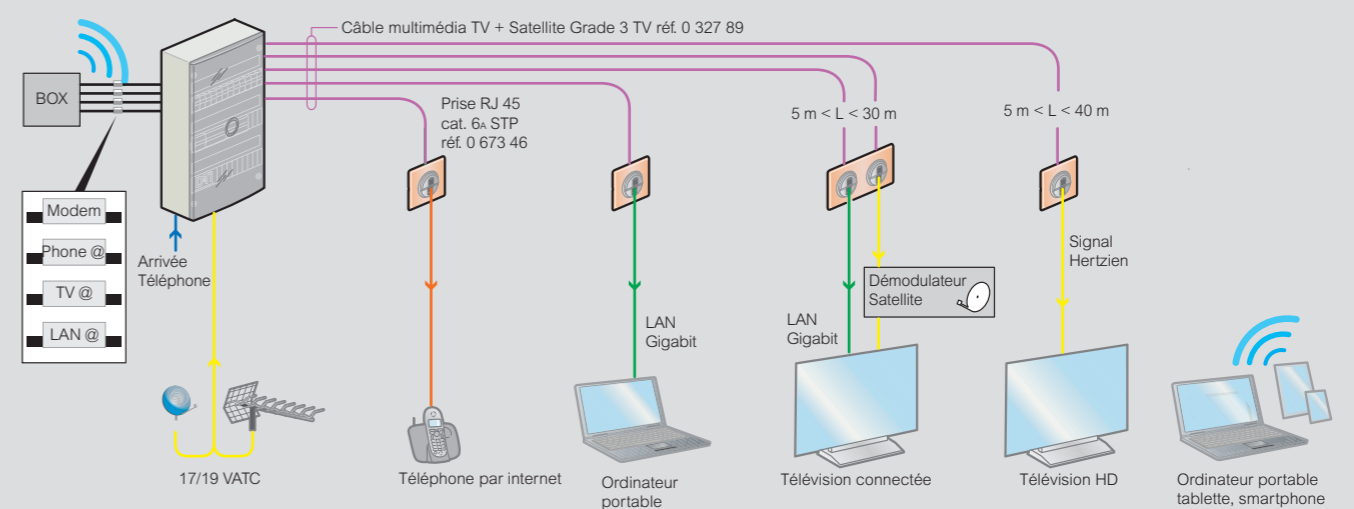 Câble multimédia TV + Satellite Grade 3 TV réf. 0 327 89
BOX
Prise RJ 45
cat. 6A STP
réf. 0 673 46
5 m < L < 30 m
5 m < L < 40 m
Modem
Phone @
TV @
LAN @
Arrivée
Téléphone
Signal
Hertzien
Démodulateur
Satellite
LAN
Gigabit
LAN
Gigabit
17/19 VATC
Téléphone par internet
Ordinateur
portable
Télévision connectée
Télévision HD
Ordinateur portable
tablette, smartphone